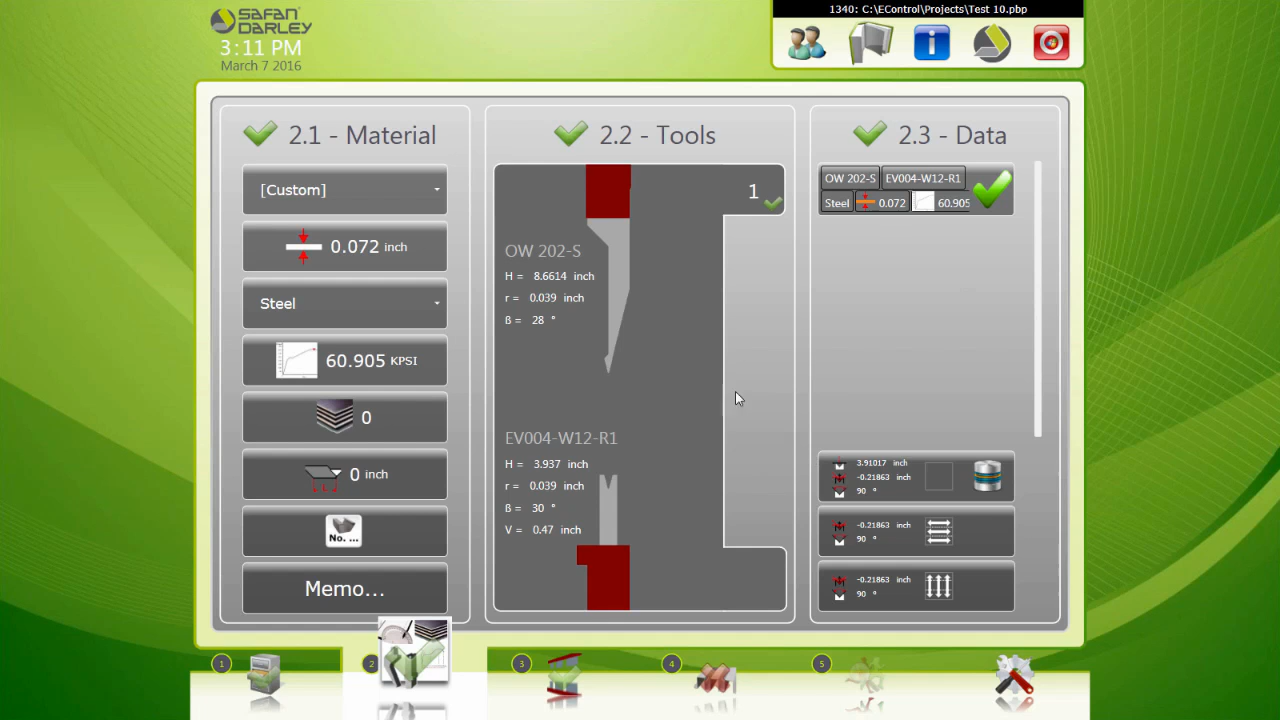 SAFAN
DARLEY
3:11 PM
March 7 2016
1340: C:\EControl\Projects\Test 10.pbp
2.1 - Material
[Custom]
0.072 inch
Steel
60.905 KPSI
0
0 inch
No. ...
Memo...
2.2 - Tools
1
OW 202-S
H = 8.6614 inch
r = 0.039 inch
ß = 28 °
EV004-W12-R1
H = 3.937 inch
r = 0.039 inch
ß = 30 °
V = 0.47 inch
2.3 - Data
OW 202-S EV004-W12-R1
Steel 0.072 60.905
3.91017 inch
-0.21863 inch
90 °
-0.21863 inch
90 °
-0.21863 inch
90 °
1 2 3 4 5